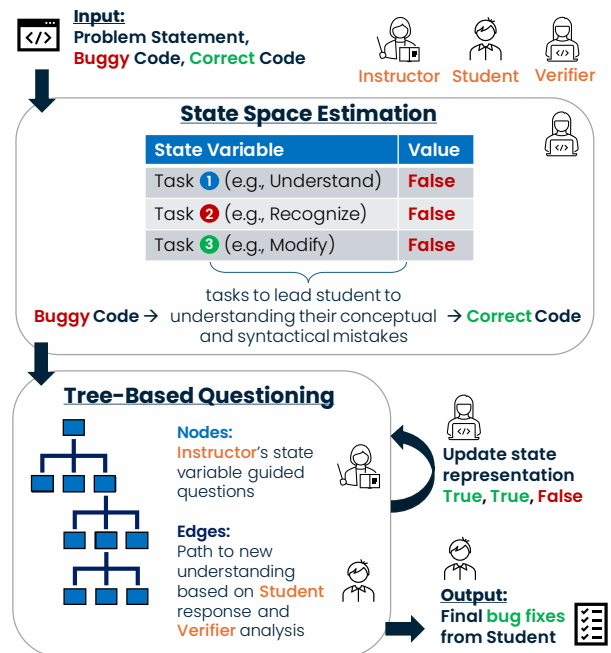 Input:
Problem Statement,
Buggy Code, Correct Code
</>
Instructor Student Verifier
</>
State Space Estimation
</>
State Variable Value
Task 1 (e.g., Understand) False
Task 2 (e.g., Recognize) False
Task 3 (e.g., Modify) False
tasks to lead student to
Buggy Code → understanding their conceptual → Correct Code
and syntactical mistakes
Tree-Based Questioning
Nodes:
Instructor's state
variable guided
questions
Edges:
Path to new
understanding
based on Student
response and
Verifier analysis
</>
Update state
representation
True, True, False
Output:
Final bug fixes
from Student